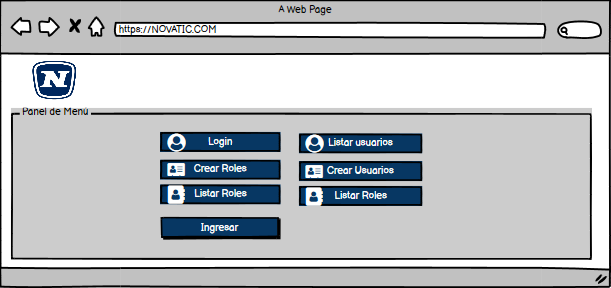 A Web Page
https://NOVATIC.COM
N
Panel de Menú
Login
Listar usuarios
Crear Roles
Crear Usuarios
Listar Roles
Listar Roles
Ingresar